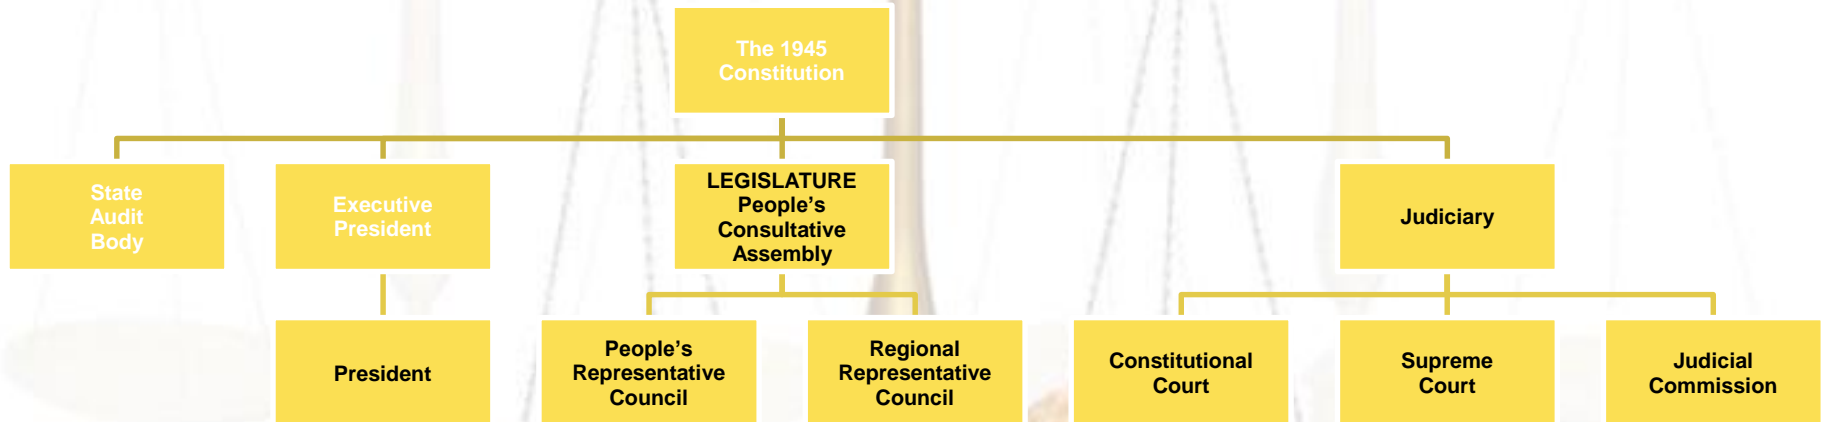 The 1945
Constitution
State
Audit
Body
Executive
President
LEGISLATURE
People’s
Consultative
Assembly
Judiciary
President
People’s
Representative
Council
Regional
Representative
Council
Constitutional
Court
Supreme
Court
Judicial
Commission